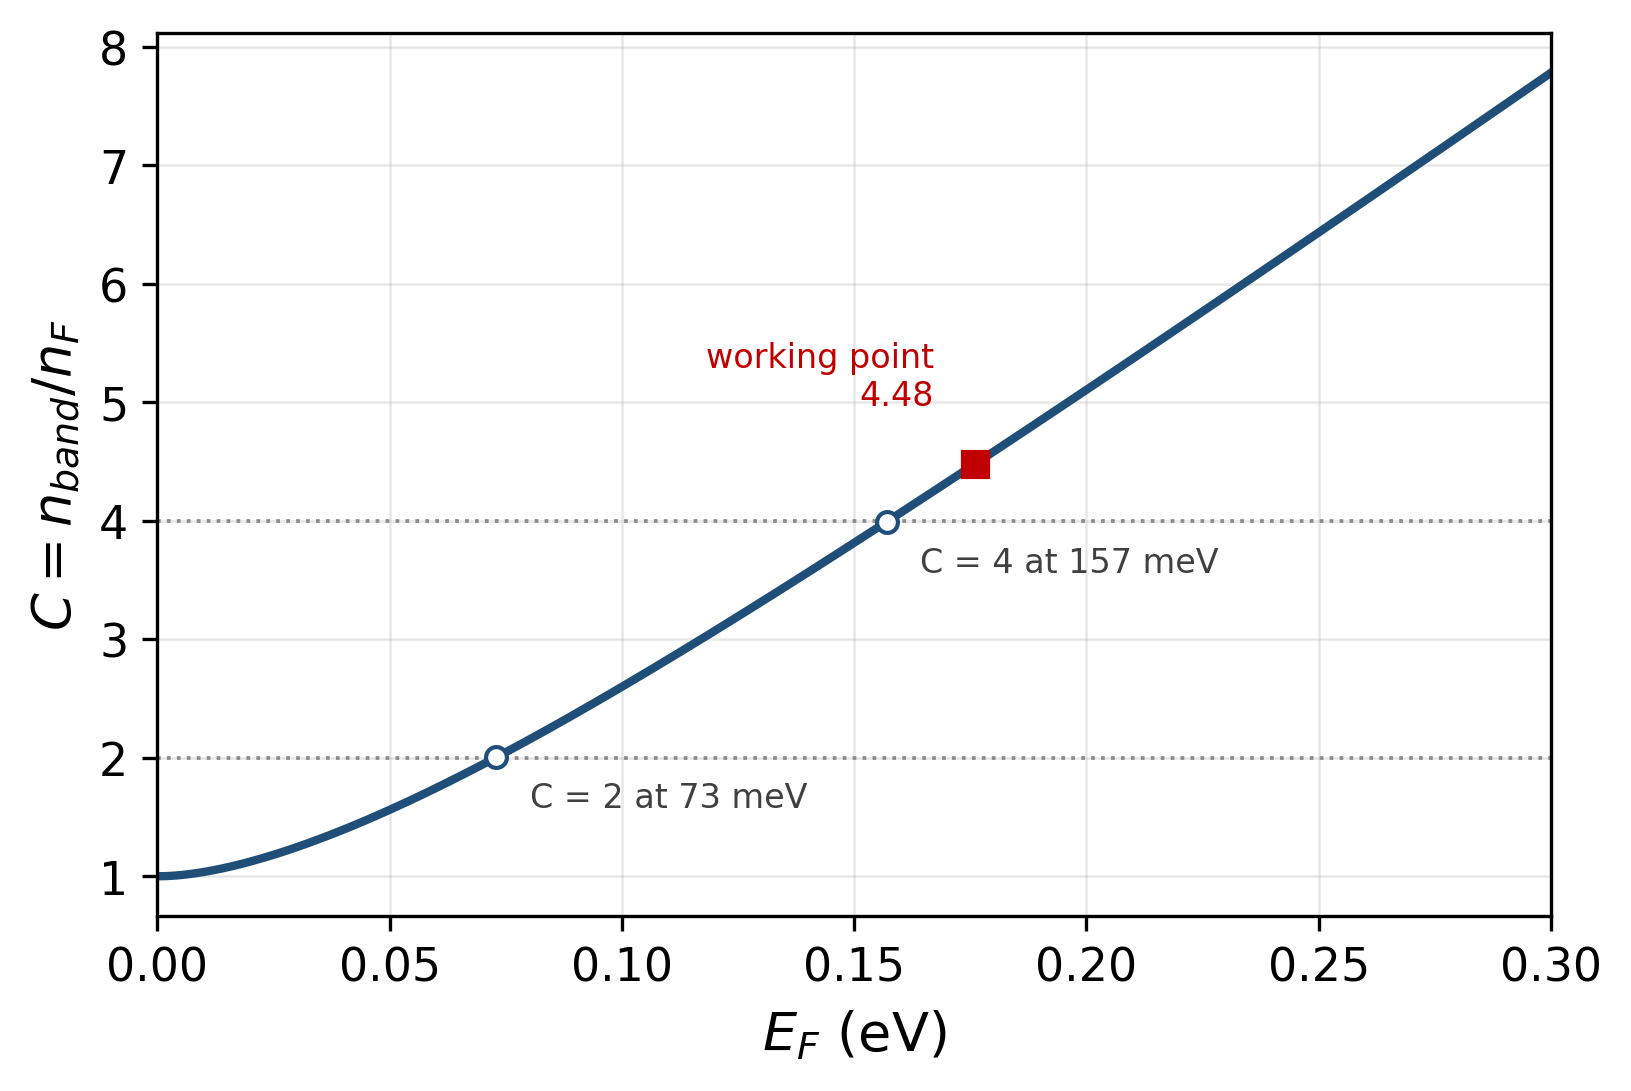 8
7
6
5
4
3
2
1
C = n_band/n_F
working point
4.48
C = 4 at 157 meV
C = 2 at 73 meV
0.00 0.05 0.10 0.15 0.20 0.25 0.30
E_F (eV)